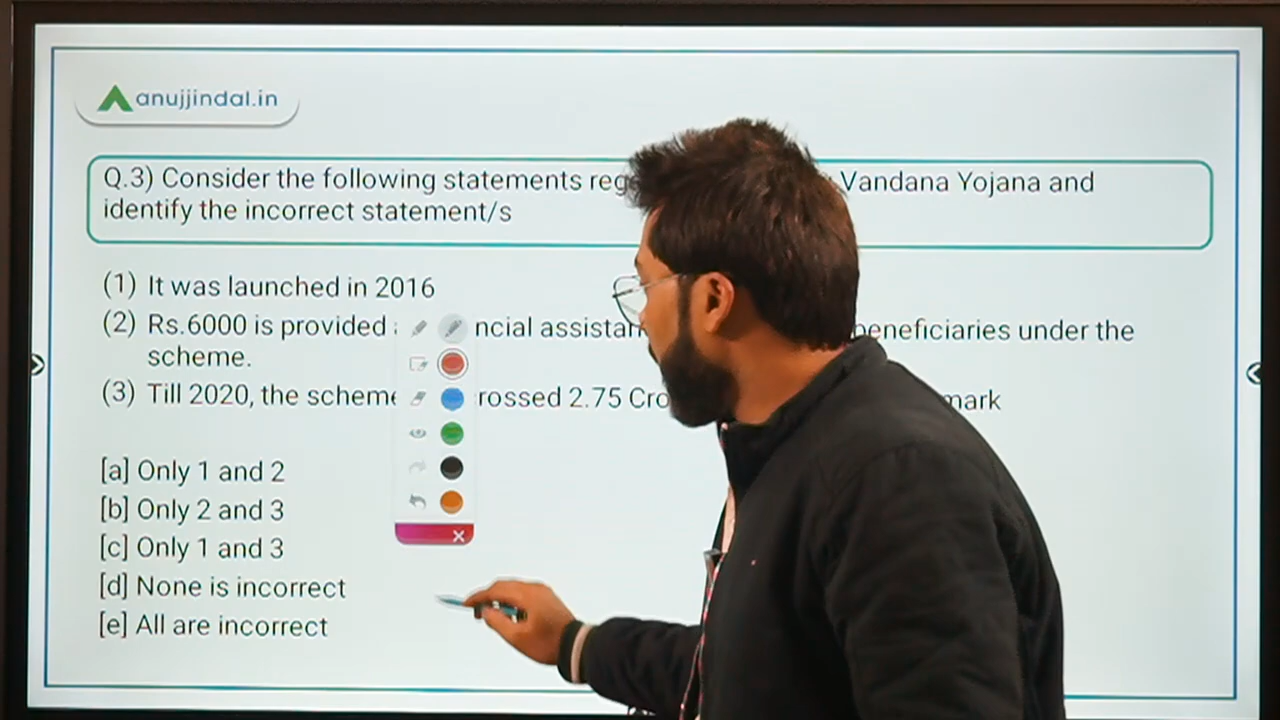 anujjindal.in
Q.3) Consider the following statements reg Vandana Yojana and
identify the incorrect statement/s
(1) It was launched in 2016
(2) Rs.6000 is provided ncial assistan beneficiaries under the
scheme.
(3) Till 2020, the scheme rossed 2.75 Cro mark
[a] Only 1 and 2
[b] Only 2 and 3
[c] Only 1 and 3
[d] None is incorrect
[e] All are incorrect